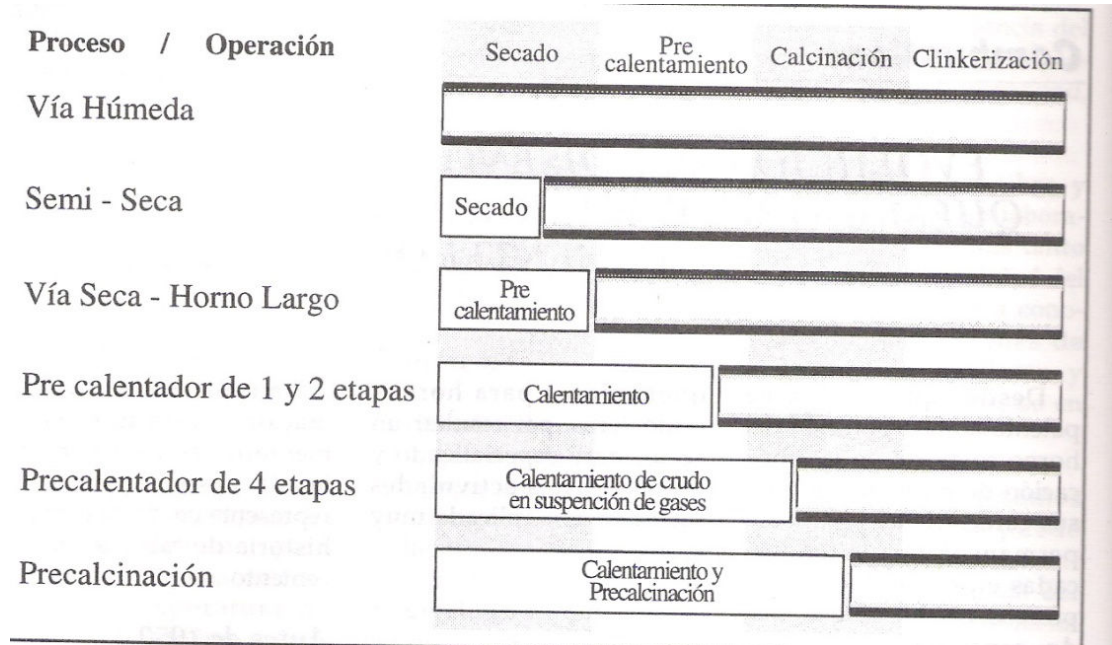 Proceso / Operación
Secado
Pre
calentamiento
Calcinación
Clinkerización
Vía Húmeda
Semi - Seca
Secado
Vía Seca - Horno Largo
Pre
calentamiento
Pre calentador de 1 y 2 etapas
Calentamiento
Precalentador de 4 etapas
Calentamiento de crudo
en suspención de gases
Precalcinación
Calentamiento y
Precalcinación